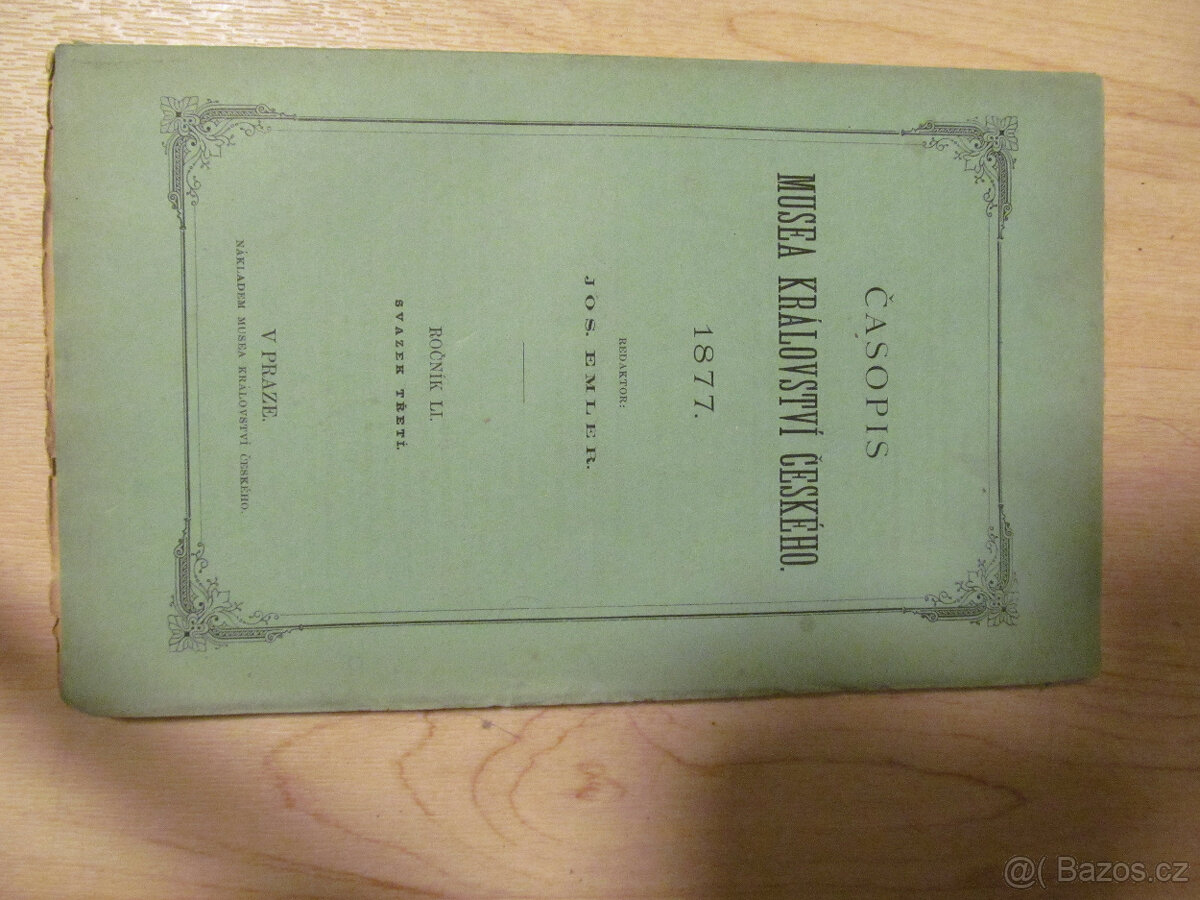 ČASOPIS
MUSEA KRÁLOVSTVÍ ČESKÉHO.
1877.
REDAKTOR:
JOS. EMLER.
ROČNÍK LI.
SVAZEK TŘETÍ.
V PRAZE.
NÁKLADEM MUSEA KRÁLOVSTVÍ ČESKÉHO.
@( Bazos.cz